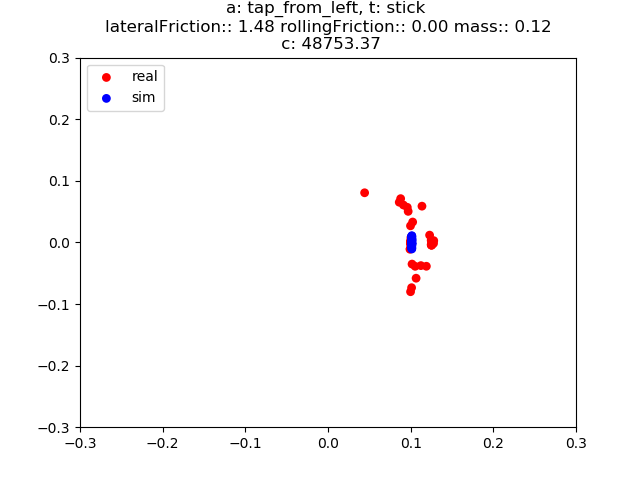 a: tap_from_left, t: stick
lateralFriction:: 1.48 rollingFriction:: 0.00 mass:: 0.12
c: 48753.37
real
sim
0.3
0.2
0.1
0.0
−0.1
−0.2
−0.3
−0.3 −0.2 −0.1 0.0 0.1 0.2 0.3